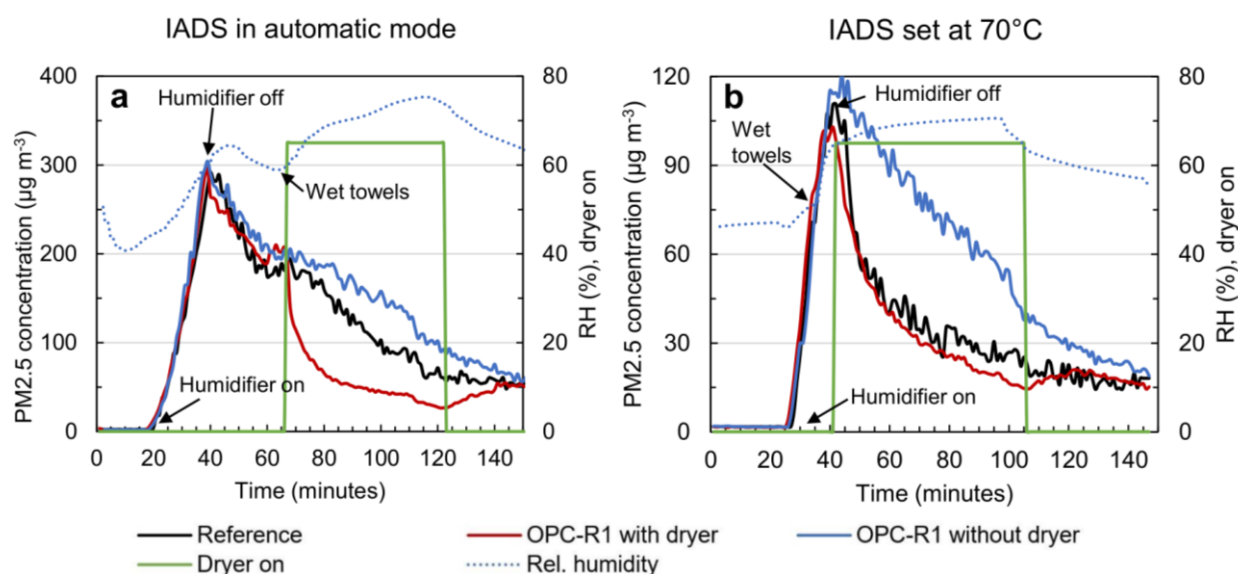 IADS in automatic mode
IADS set at 70°C
a
Humidifier off
Wet towels
Humidifier on
400
300
200
100
0
PM2.5 concentration (µg m⁻³)
80
60
40
20
0
RH (%), dryer on
0 20 40 60 80 100 120 140
Time (minutes)
b
Humidifier off
Wet
towels
Humidifier on
120
90
60
30
0
PM2.5 concentration (µg m⁻³)
80
60
40
20
0
RH (%), dryer on
0 20 40 60 80 100 120 140
Time (minutes)
Reference OPC-R1 with dryer OPC-R1 without dryer
Dryer on Rel. humidity